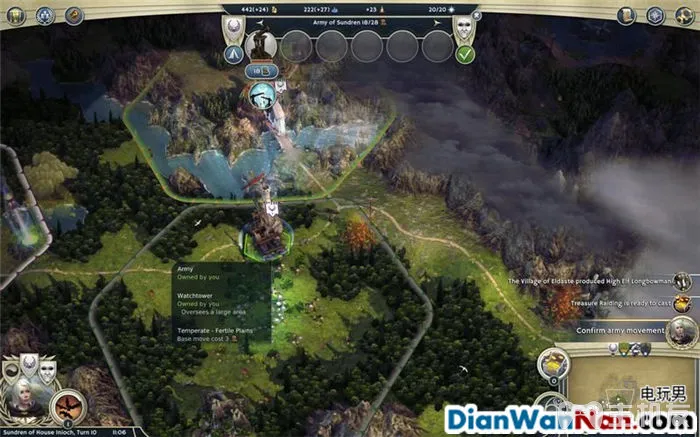 442(+24)
222(+27)
+23
20/20
Army of Sundren 18/28
18
Army
Owned by you
Watchtower
Owned by you
Oversees a large area
Temperate - Fertile Plains
Base move cost 3
The Village of Eldaste produced High Elf Longbowman
Treasure Raiding is ready to cast
Confirm army movement
电玩男
DianWanNan.com
Sundren of House Inioch, Turn 10
11:06